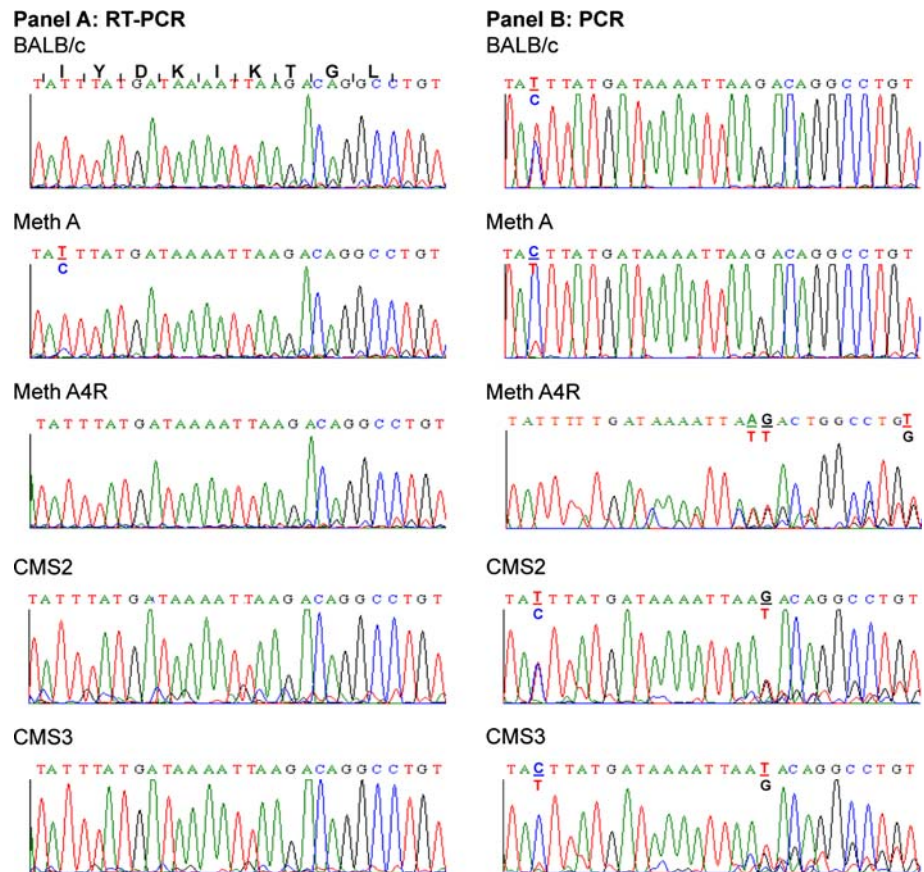 Panel A: RT-PCR
BALB/c
I Y D K I K T G L
TATTTATGATAAAATTAAGACAGGCCTGT
Meth A
TATTTATGATAAAATTAAGACAGGCCTGT
C
Meth A4R
TATTTATGATAAAATTAAGACAGGCCTGT
CMS2
TATTTATGATAAAATTAAGACAGGCCTGT
CMS3
TATTTATGATAAAATTAAGACAGGCCTGT
Panel B: PCR
BALB/c
TATTTATGATAAAATTAAGACAGGCCTGT
C
Meth A
TACTTATGATAAAATTAAGACAGGCCTGT
T
Meth A4R
TATTTTTGATAAAATTAAGACTGGCCTGT
T T G
CMS2
TATTTATGATAAAATTAAGACAGGCCTGT
C T
CMS3
TACTTATGATAAAATTAATACAGGCCTGT
T G